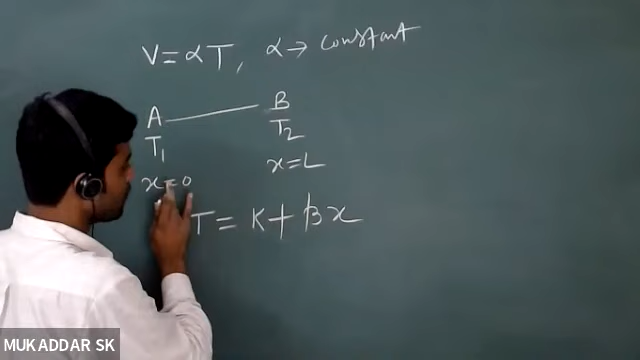 V = αT, α → constant
A —— B
T₁ T₂
x = 0 x = L
T = K + βx
MUKADDAR SK